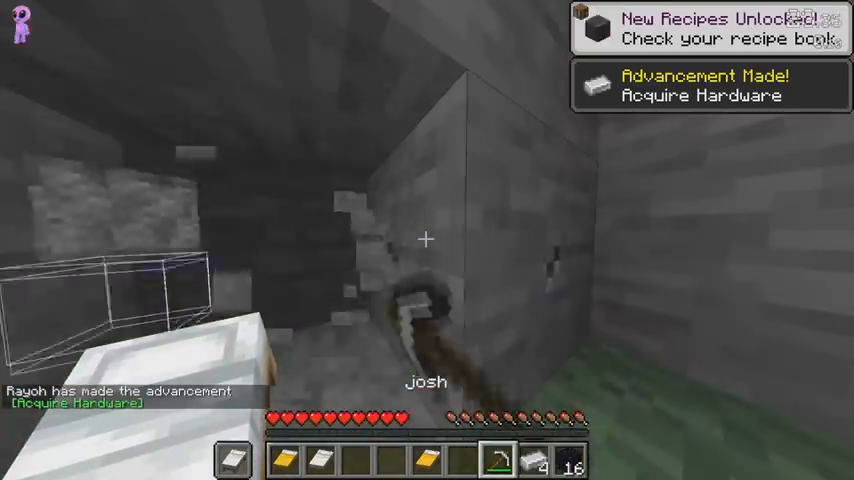 New Recipes Unlocked!
Check your recipe book
Advancement Made!
Acquire Hardware
josh
Rayoh has made the advancement
[Acquire Hardware]
4
16